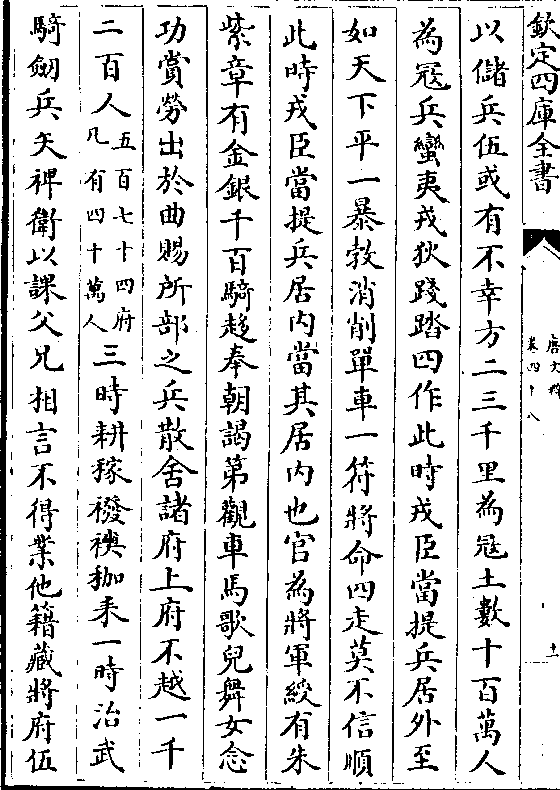 欽定四庫全書
唐文粹
卷四十八
十
以儲兵伍或有不幸方二三千里為冦土數十百萬人
為冦兵蠻夷戎狄踐踏四作此時戎臣當提兵居外至
如天下平一暴敦消削單車一符將命四走莫不信順
此時戎臣當提兵居内當其居内也官為將軍綬有朱
紫章有金銀千百騎趍奉朝謁第觀車馬歌兒舞女念
功賞勞出於曲賜所部之兵散舍諸府上府不越一千
二百人五百七十四府凡有四十萬人三時耕稼襏襫耞耒一時治武
騎劒兵矢裨衛以課父兄相言不得業他籍藏將府伍